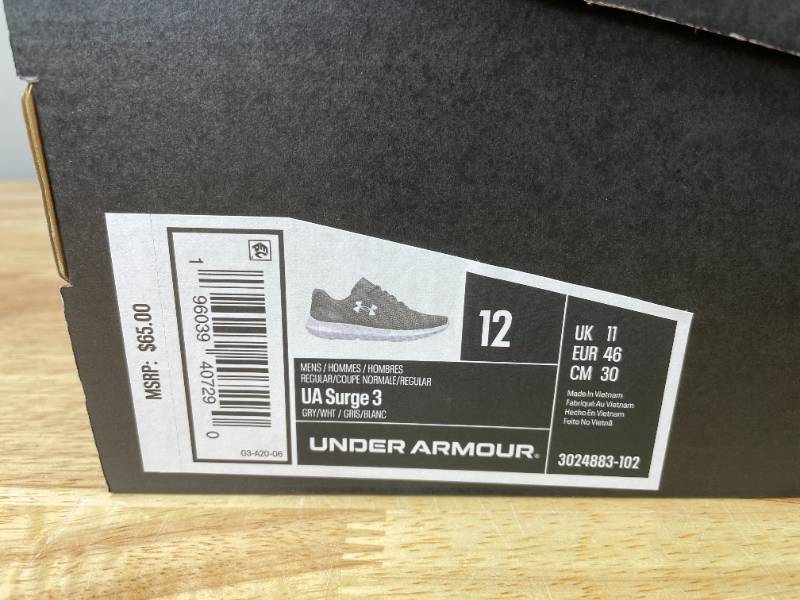 MSRP: $65.00
1 96039 40729 0
03-A20-06
12
UK 11
EUR 46
CM 30
Made In Vietnam
Fabriqué Au Vietnam
Hecho En Vietnam
Feito No Vietnã
MENS / HOMMES / HOMBRES
REGULAR/COUPE NORMALE/REGULAR
UA Surge 3
GRY/WHT / GRIS/BLANC
UNDER ARMOUR®
3024883-102